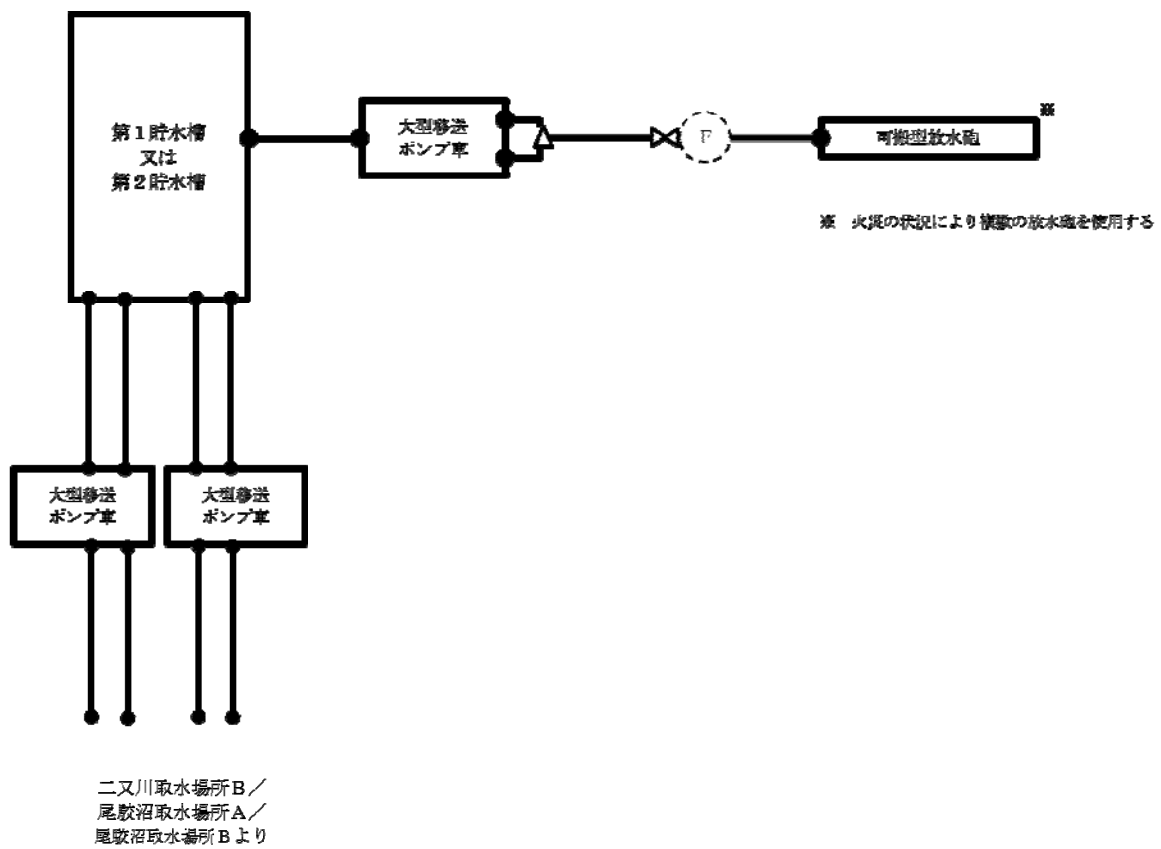 第1貯水槽
又は
第2貯水槽
大型移送
ポンプ車
F
可搬型放水砲
※
※ 火災の状況により複数の放水砲を使用する
大型移送
ポンプ車
大型移送
ポンプ車
二又川取水場所B／
尾駮沼取水場所A／
尾駮沼取水場所Bより